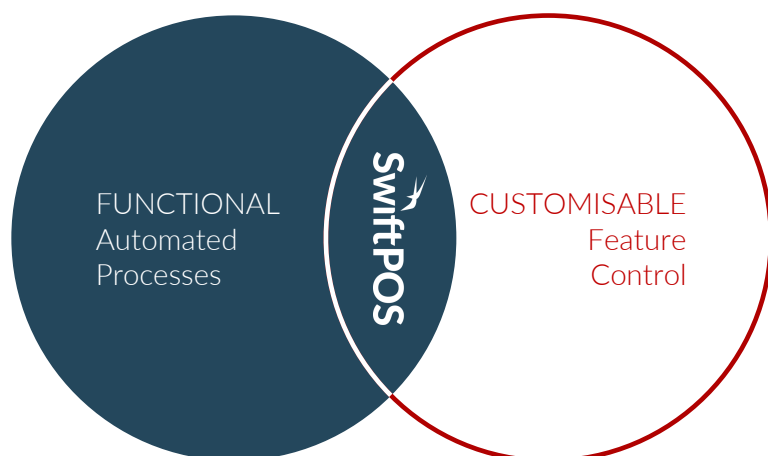 FUNCTIONAL
Automated
Processes
SwiftPOS
CUSTOMISABLE
Feature
Control